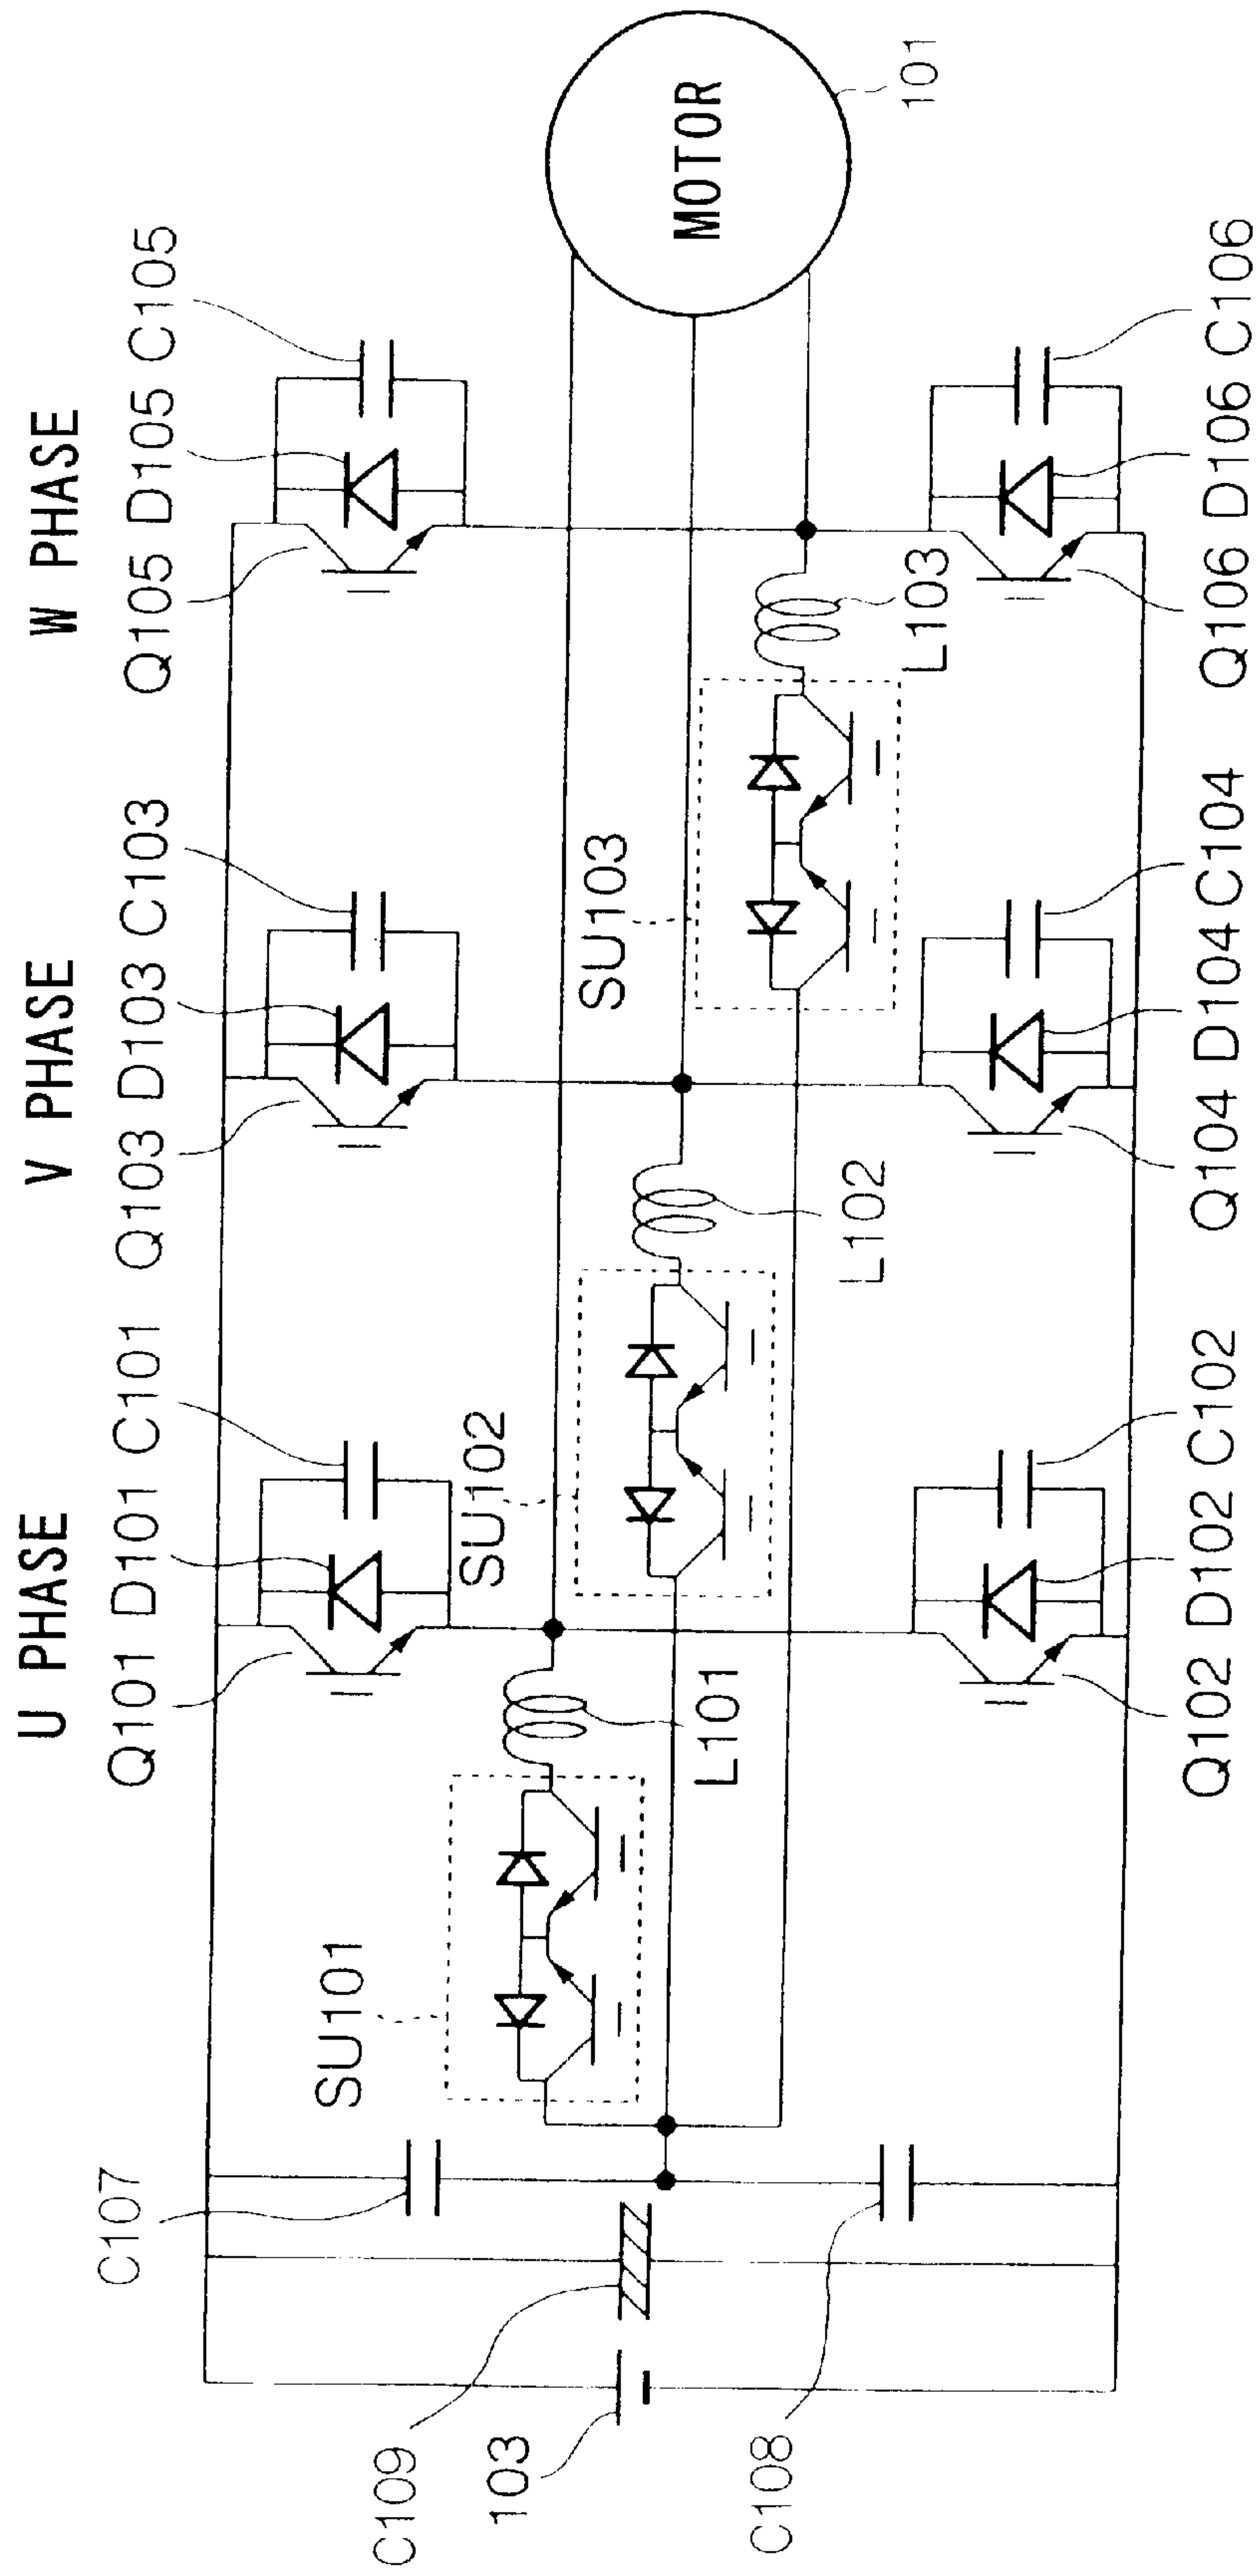 U PHASE
V PHASE
W PHASE
Q101 D101 C101
Q103 D103 C103
Q105 D105 C105
C107
SU101
SU102
SU103
MOTOR
101
L101
L102
L103
C109
103
C108
Q102 D102 C102
Q104 D104 C104
Q106 D106 C106